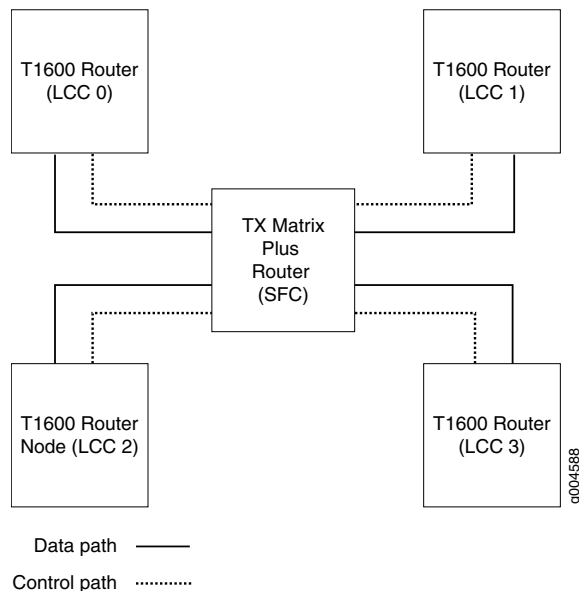 T1600 Router
(LCC 0)
T1600 Router
(LCC 1)
TX Matrix
Plus
Router
(SFC)
T1600 Router
Node (LCC 2)
T1600 Router
(LCC 3)
g004588
Data path
Control path